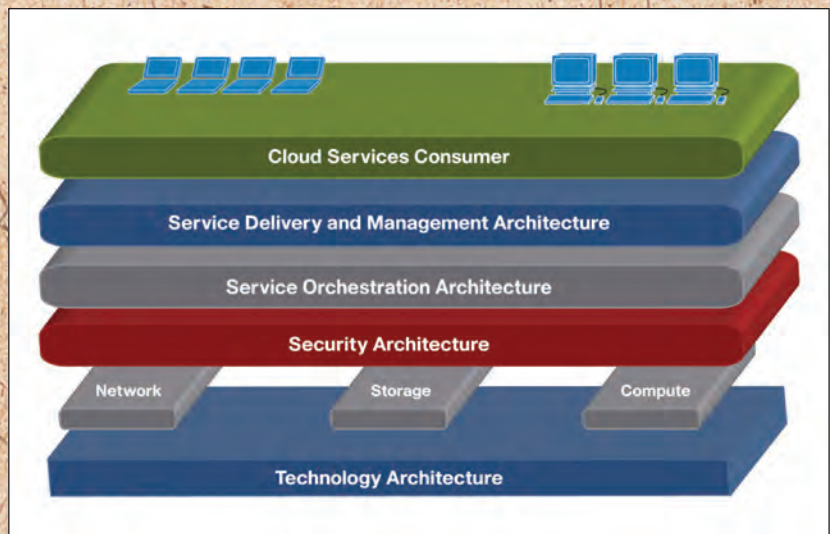 Cloud Services Consumer
Service Delivery and Management Architecture
Service Orchestration Architecture
Security Architecture
Network Storage Compute
Technology Architecture